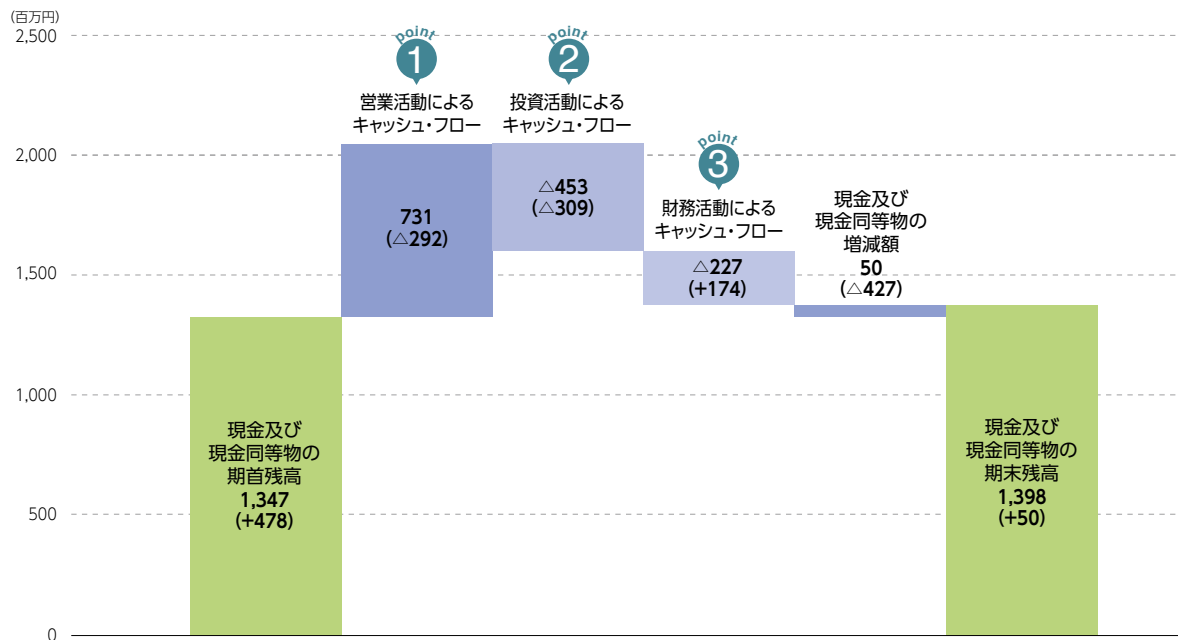 (百万円)
2,500
2,000
1,500
1,000
500
0
point
1
営業活動による
キャッシュ・フロー
731
(△292)
point
2
投資活動による
キャッシュ・フロー
△453
(△309)
point
3
財務活動による
キャッシュ・フロー
△227
(+174)
現金及び
現金同等物の
増減額
50
(△427)
現金及び
現金同等物の
期首残高
1,347
(+478)
現金及び
現金同等物の
期末残高
1,398
(+50)